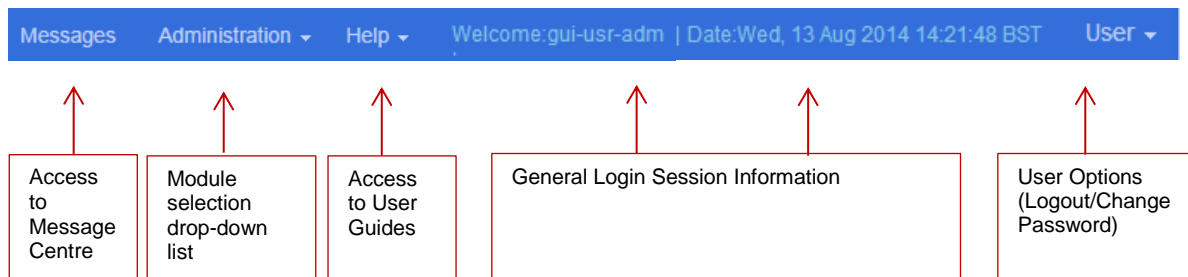 Messages Administration Help Welcome:gui-usr-adm | Date:Wed, 13 Aug 2014 14:21:48 BST User
Access
to
Message
Centre
Module
selection
drop-down
list
Access
to User
Guides
General Login Session Information
User Options
(Logout/Change
Password)